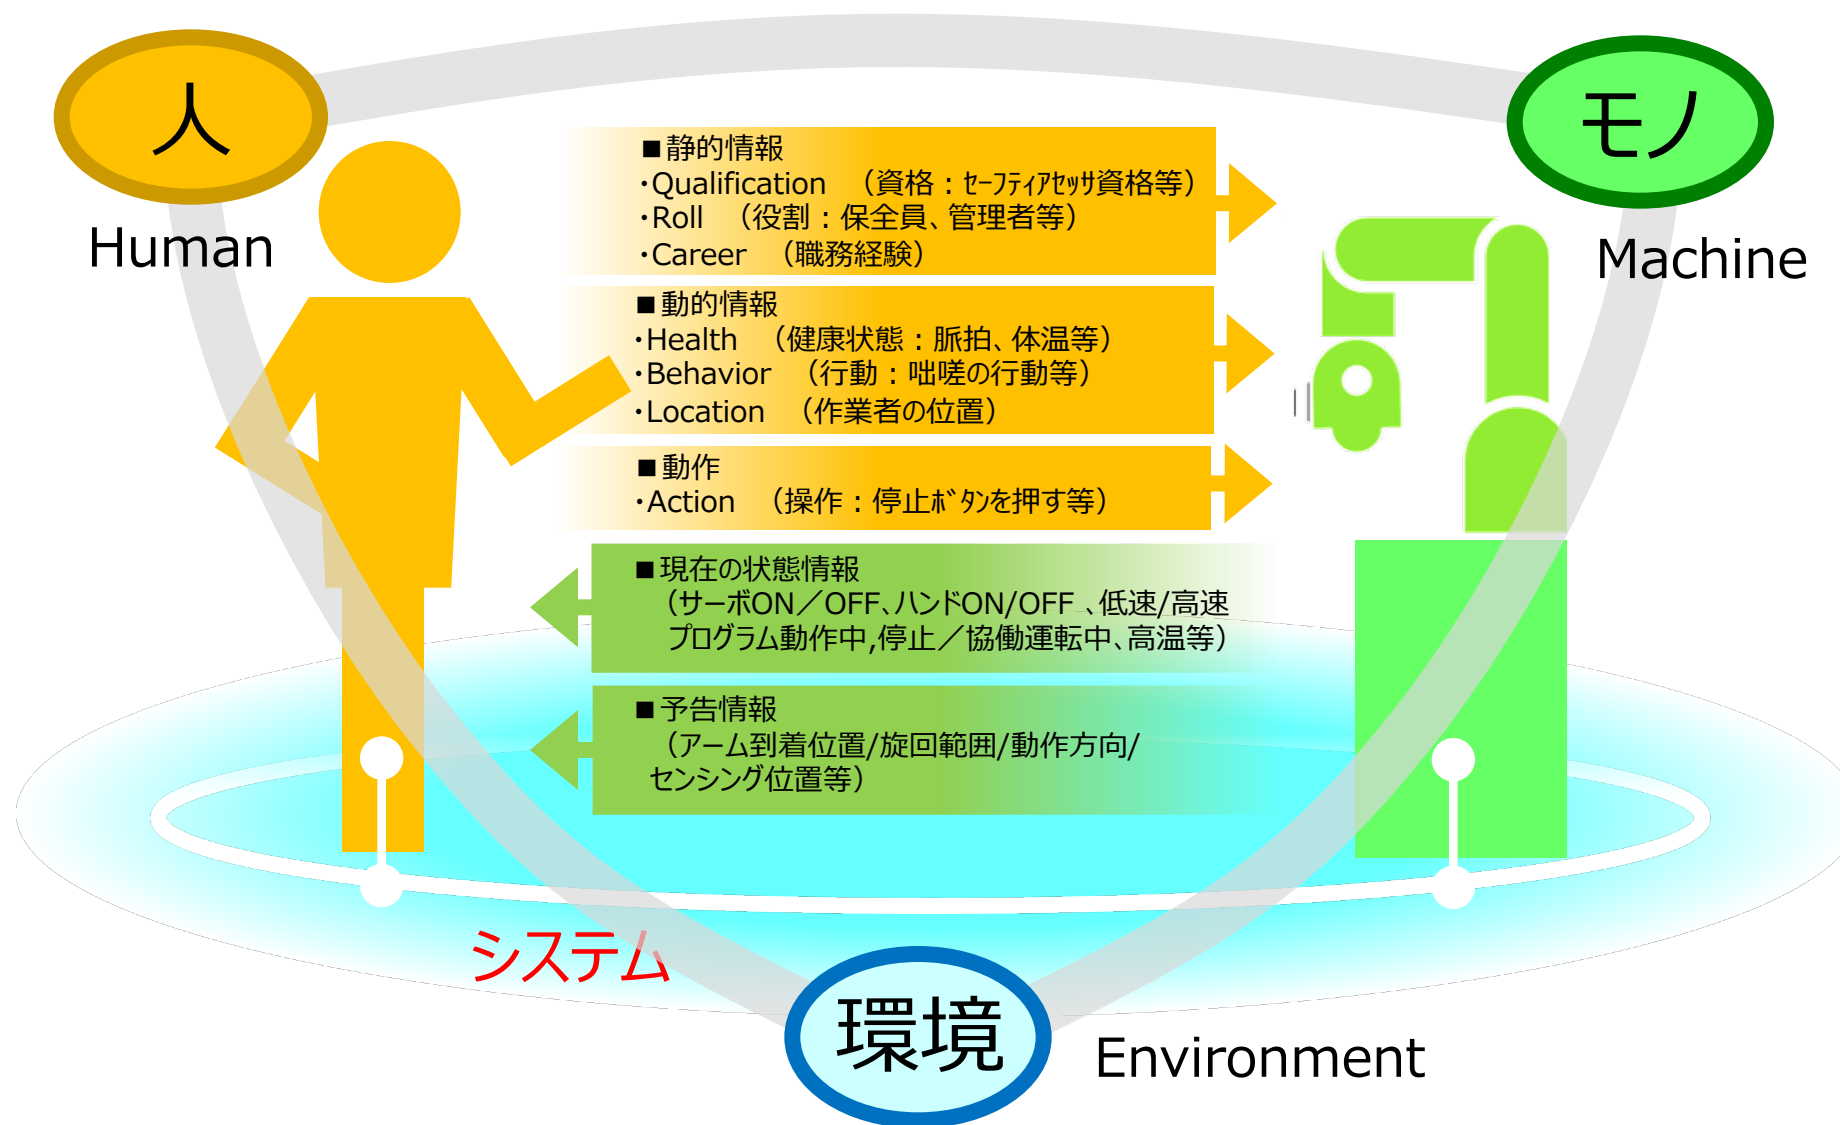 人
モノ
Human
Machine
■静的情報
・Qualification （資格：ｾｰﾌﾃｨｱｾｯｻ資格等）
・Roll （役割：保全員、管理者等）
・Career （職務経験）
■動的情報
・Health （健康状態：脈拍、体温等）
・Behavior （行動：咄嗟の行動等）
・Location （作業者の位置）
■動作
・Action （操作：停止ﾎﾞﾀﾝを押す等）
■現在の状態情報
（サーボON／OFF、ハンドON/OFF 、低速/高速
プログラム動作中,停止／協働運転中、高温等）
■予告情報
（アーム到着位置/旋回範囲/動作方向/
センシング位置等）
システム
環境
Environment